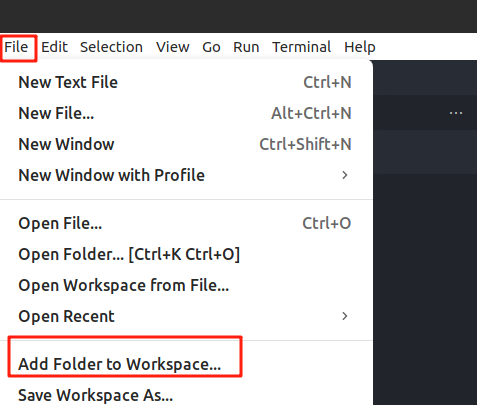 File Edit Selection View Go Run Terminal Help
New Text File Ctrl+N
New File... Alt+Ctrl+N
New Window Ctrl+Shift+N
New Window with Profile
Open File... Ctrl+O
Open Folder... [Ctrl+K Ctrl+O]
Open Workspace from File...
Open Recent
Add Folder to Workspace...
Save Workspace As...